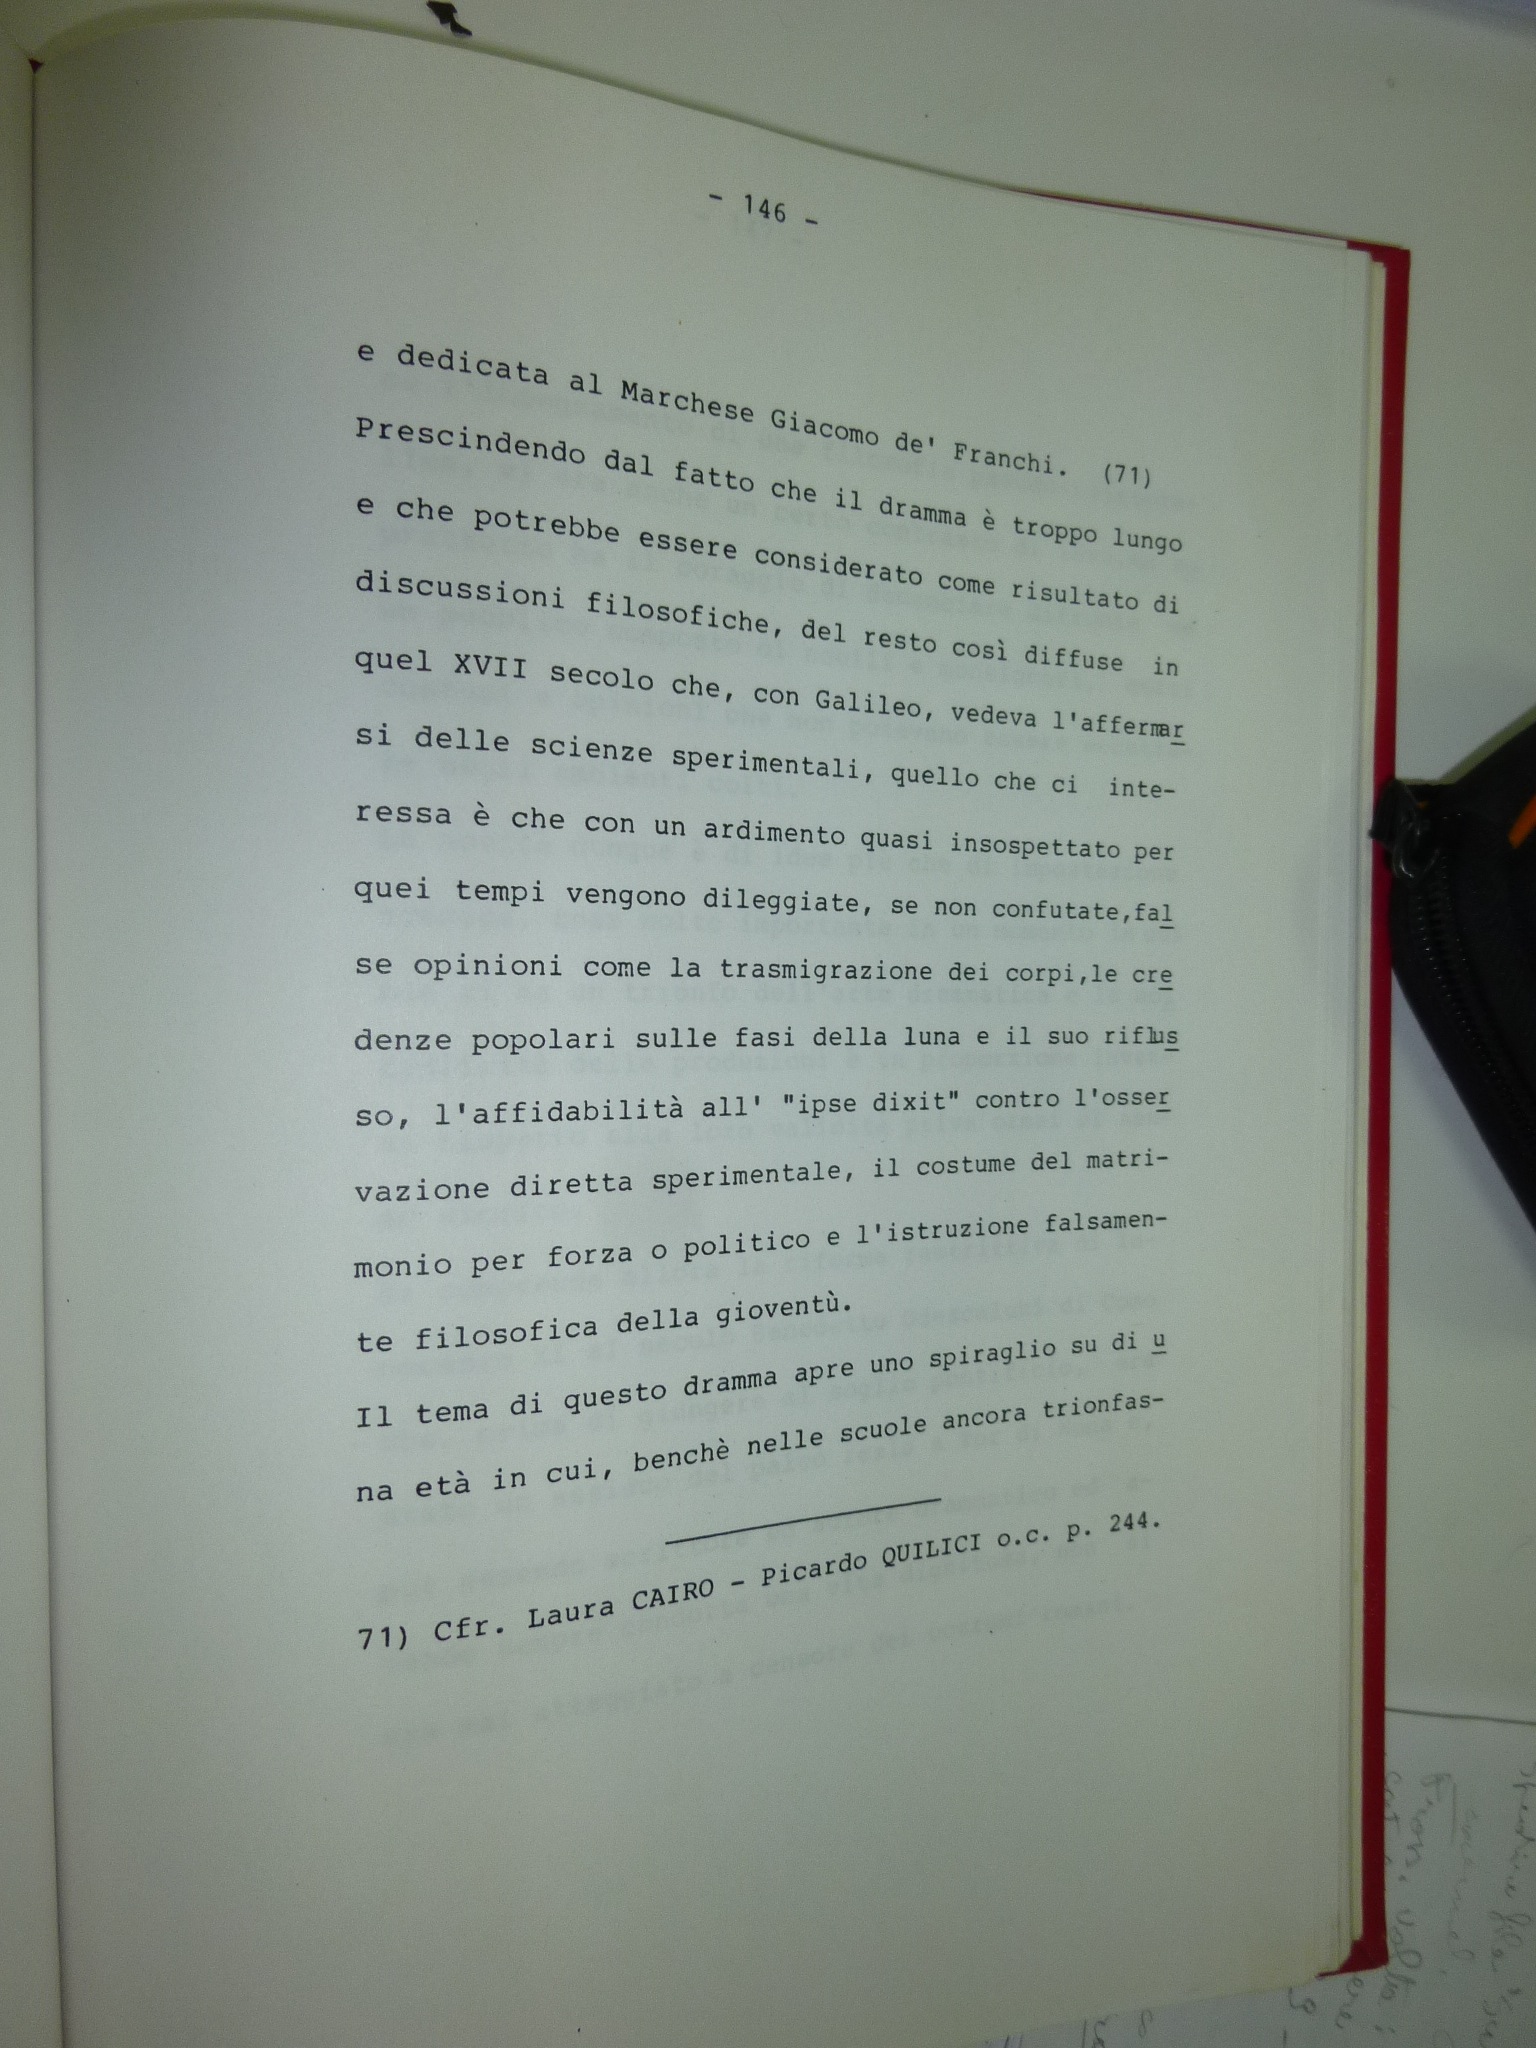 - 146 -
e dedicata al Marchese Giacomo de' Franchi. (71)
Prescindendo dal fatto che il dramma è troppo lungo
e che potrebbe essere considerato come risultato di
discussioni filosofiche, del resto così diffuse in
quel XVII secolo che, con Galileo, vedeva l'affermar
si delle scienze sperimentali, quello che ci inte-
ressa è che con un ardimento quasi insospettato per
quei tempi vengono dileggiate, se non confutate,fal
se opinioni come la trasmigrazione dei corpi,le cre
denze popolari sulle fasi della luna e il suo riflus
so, l'affidabilità all' "ipse dixit" contro l'osser
vazione diretta sperimentale, il costume del matri-
monio per forza o politico e l'istruzione falsamen-
te filosofica della gioventù.
Il tema di questo dramma apre uno spiraglio su di u
na età in cui, benchè nelle scuole ancora trionfas-
71) Cfr. Laura CAIRO - Picardo QUILICI o.c. p. 244.